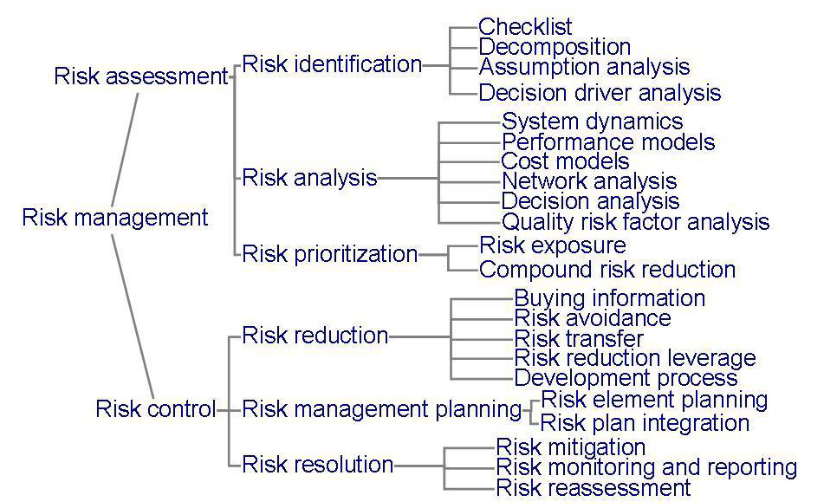 Risk management
Risk assessment
Risk identification
Checklist
Decomposition
Assumption analysis
Decision driver analysis
Risk analysis
System dynamics
Performance models
Cost models
Network analysis
Decision analysis
Quality risk factor analysis
Risk prioritization
Risk exposure
Compound risk reduction
Risk control
Risk reduction
Buying information
Risk avoidance
Risk transfer
Risk reduction leverage
Development process
Risk management planning
Risk element planning
Risk plan integration
Risk resolution
Risk mitigation
Risk monitoring and reporting
Risk reassessment